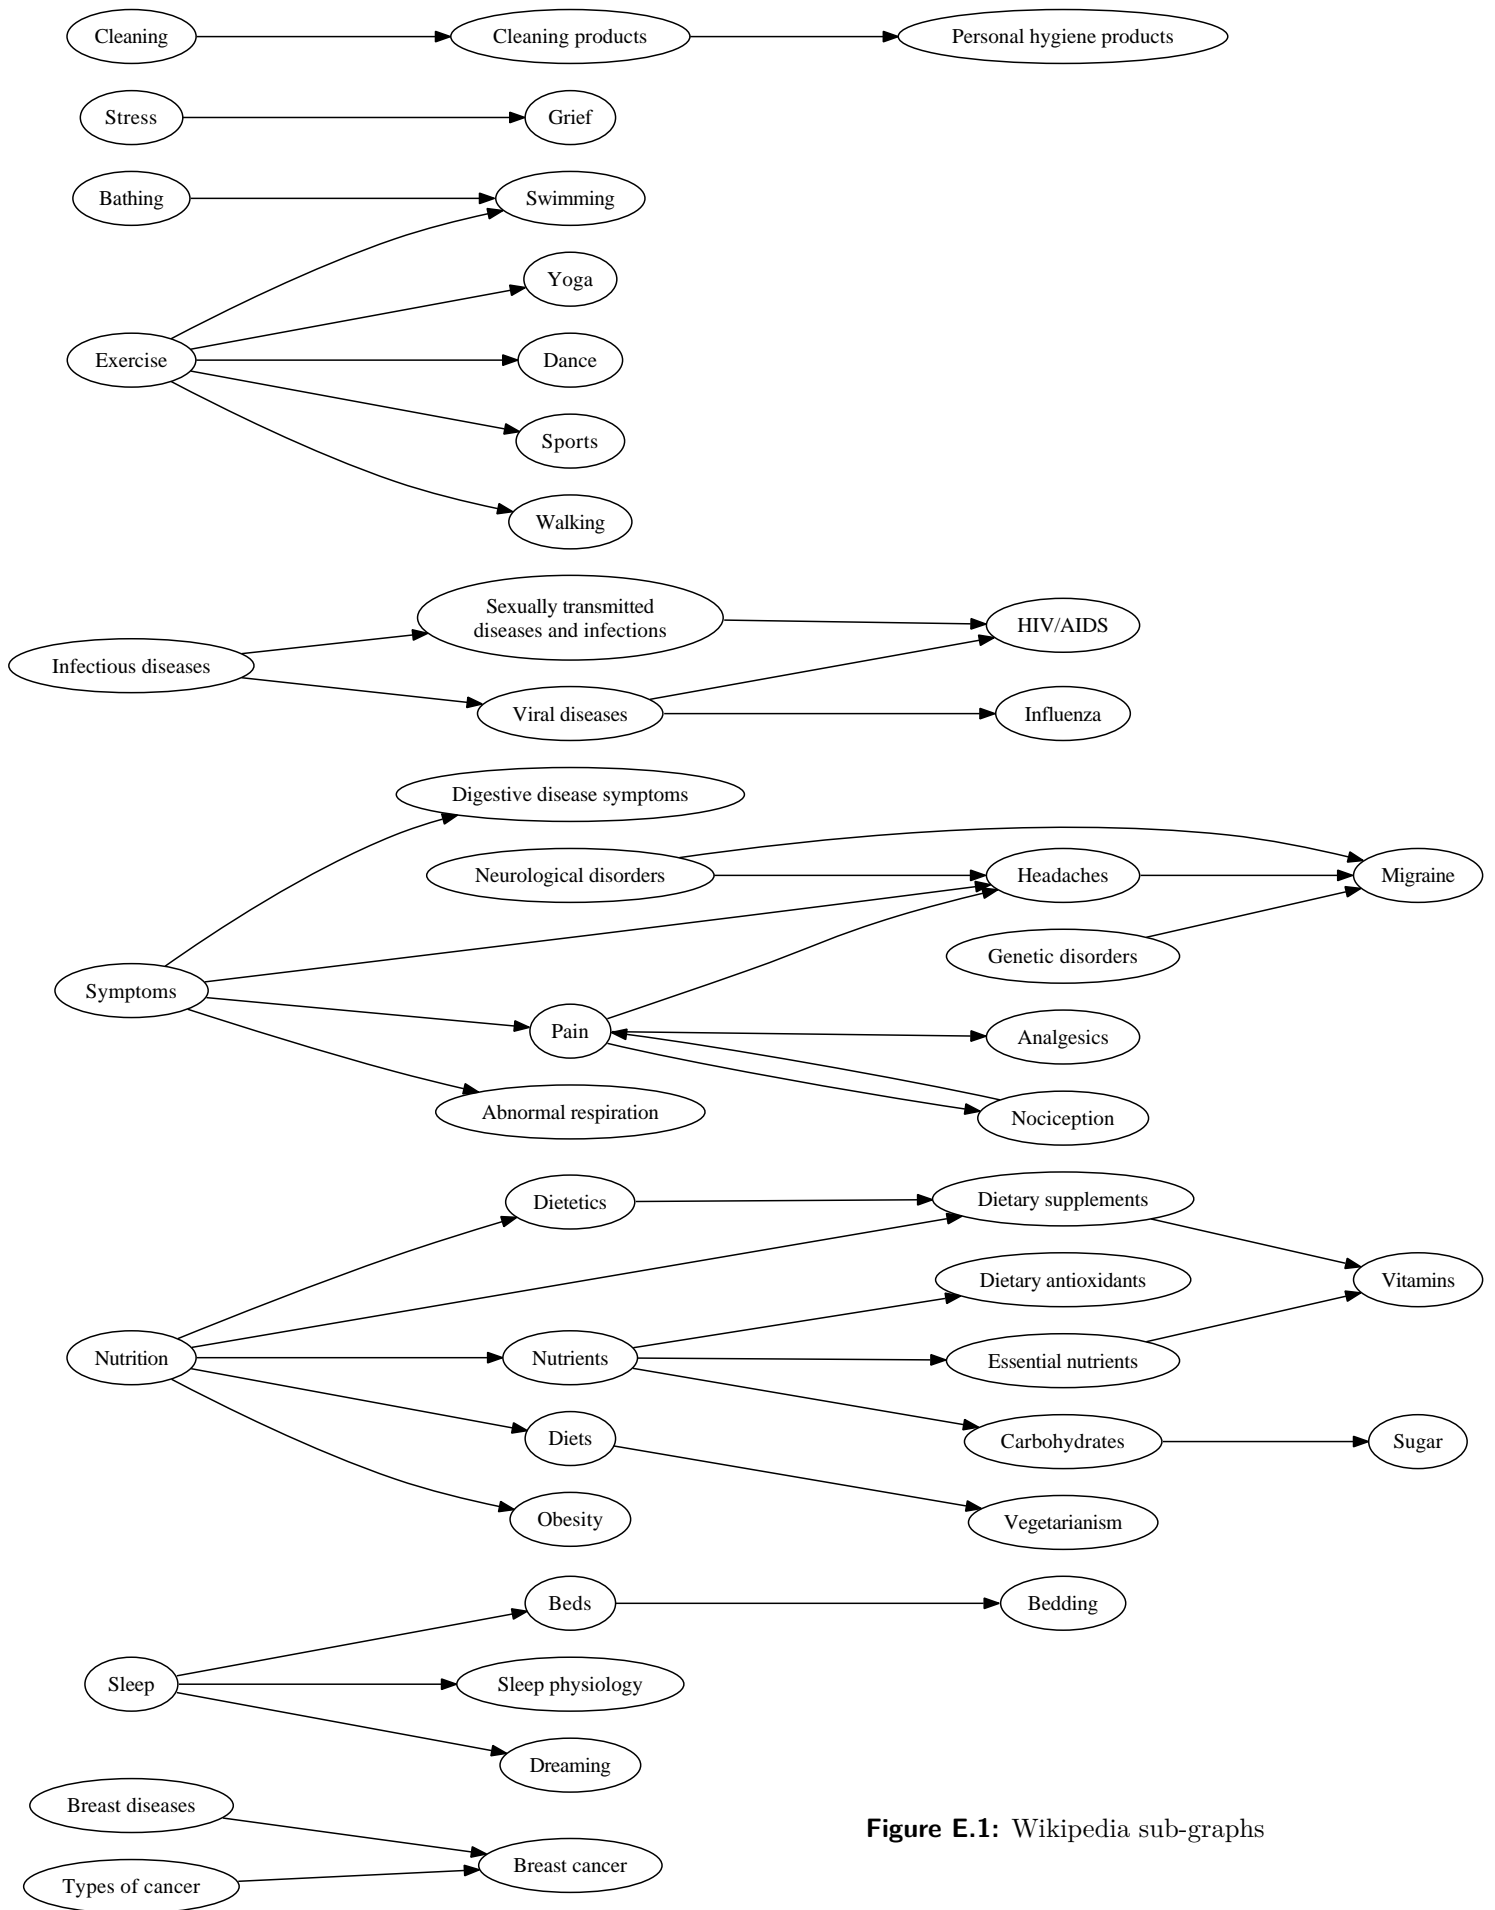 Cleaning
Cleaning products
Personal hygiene products
Stress
Grief
Bathing
Swimming
Yoga
Exercise
Dance
Sports
Walking
Sexually transmitted
diseases and infections
HIV/AIDS
Infectious diseases
Viral diseases
Influenza
Digestive disease symptoms
Neurological disorders
Headaches
Migraine
Genetic disorders
Symptoms
Pain
Analgesics
Abnormal respiration
Nociception
Dietetics
Dietary supplements
Dietary antioxidants
Vitamins
Nutrition
Nutrients
Essential nutrients
Diets
Carbohydrates
Sugar
Obesity
Vegetarianism
Beds
Bedding
Sleep
Sleep physiology
Dreaming
Breast diseases
Breast cancer
Types of cancer
Figure E.1: Wikipedia sub-graphs